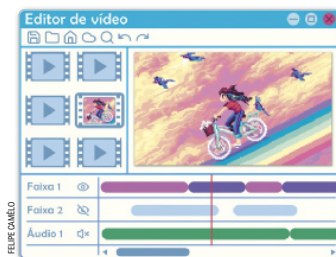 Editor de vídeo
Faixa 1
Faixa 2
Áudio 1
FELIPE CAMÊLO